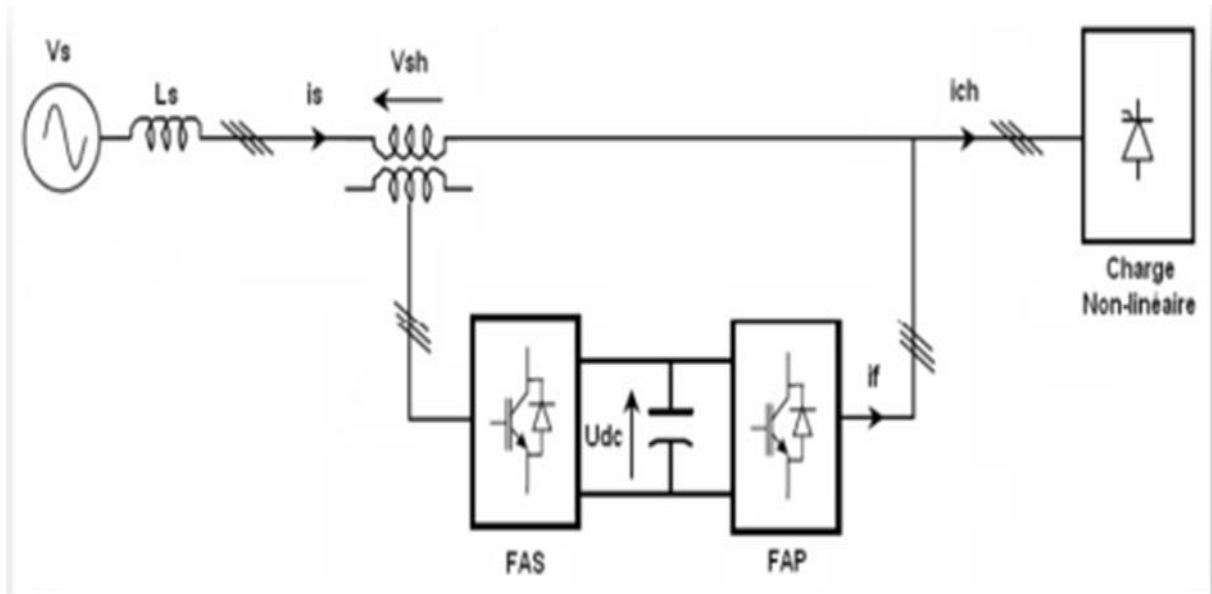 Vs
Ls
is
Vsh
ich
Charge
Non-linéaire
if
Udc
FAS
FAP